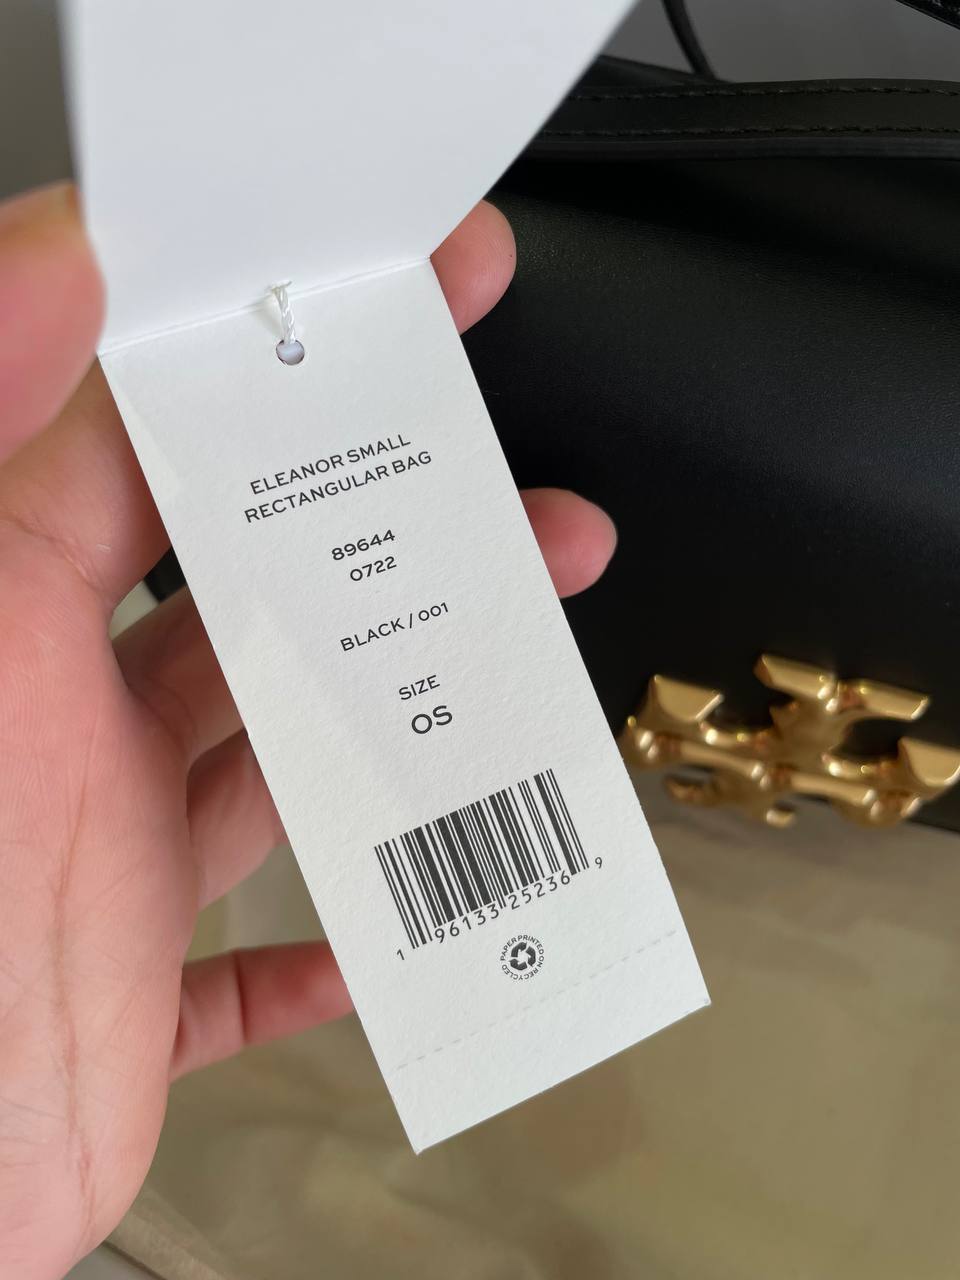 ELEANOR SMALL
RECTANGULAR BAG
89644
0722
BLACK / 001
SIZE
OS
1 96133 25236 9
PAPER PRINTED ON RECYCLED